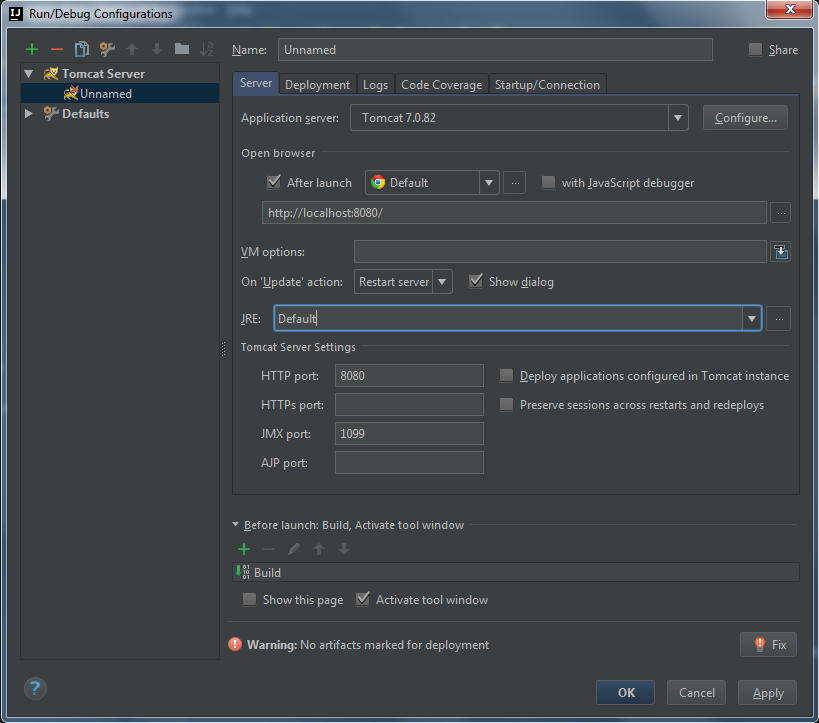 IJ Run/Debug Configurations
Name: Unnamed Share
Tomcat Server
Unnamed
Defaults
Server Deployment Logs Code Coverage Startup/Connection
Application server: Tomcat 7.0.82 Configure...
Open browser
After launch Default ... with JavaScript debugger
http://localhost:8080/ ...
VM options:
On 'Update' action: Restart server Show dialog
JRE: Default ...
Tomcat Server Settings
HTTP port: 8080 Deploy applications configured in Tomcat instance
HTTPs port: Preserve sessions across restarts and redeploys
JMX port: 1099
AJP port:
Before launch: Build, Activate tool window
Build
Show this page Activate tool window
Warning: No artifacts marked for deployment Fix
? OK Cancel Apply